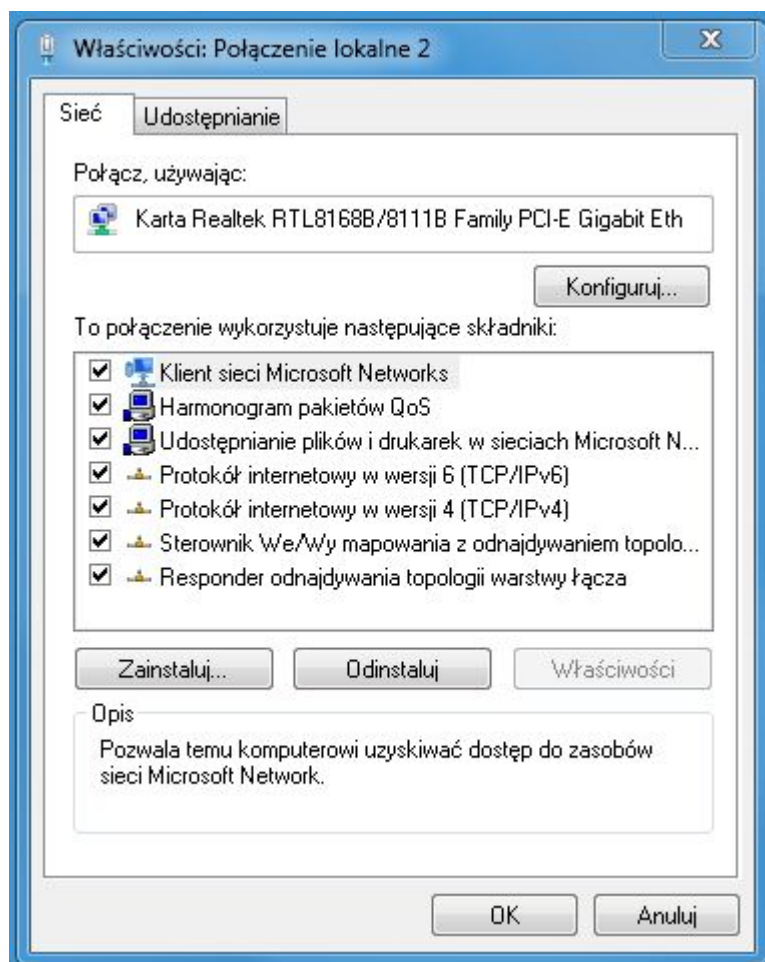 Właściwości: Połączenie lokalne 2
Sieć
Udostępnianie
Połącz, używając:
Karta Realtek RTL8168B/8111B Family PCI-E Gigabit Eth
Konfiguruj...
To połączenie wykorzystuje następujące składniki:
Klient sieci Microsoft Networks
Harmonogram pakietów QoS
Udostępnianie plików i drukarek w sieciach Microsoft N...
Protokół internetowy w wersji 6 (TCP/IPv6)
Protokół internetowy w wersji 4 (TCP/IPv4)
Sterownik We/Wy mapowania z odnajdywaniem topolo...
Responder odnajdywania topologii warstwy łącza
Zainstaluj...
Odinstaluj
Właściwości
Opis
Pozwala temu komputerowi uzyskiwać dostęp do zasobów
sieci Microsoft Network.
OK
Anuluj